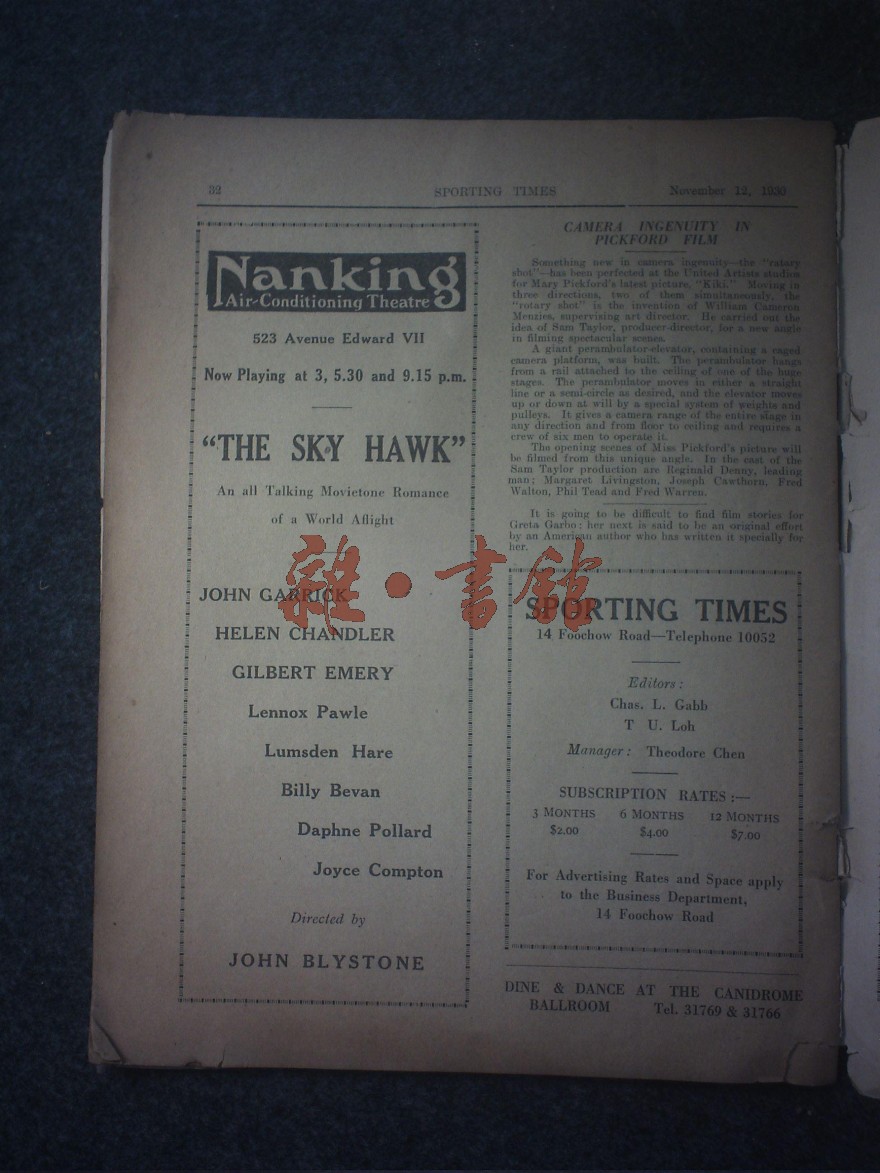 32
SPORTING TIMES
November 12, 1930
Nanking
Air-Conditioning Theatre
523 Avenue Edward VII
Now Playing at 3, 5.30 and 9.15 p.m.
“THE SKY HAWK”
An all Talking Movietone Romance
of a World Aflight
JOHN GARRICK
HELEN CHANDLER
GILBERT EMERY
Lennox Pawle
Lumsden Hare
Billy Bevan
Daphne Pollard
Joyce Compton
Directed by
JOHN BLYSTONE
CAMERA INGENUITY IN
PICKFORD FILM
Something new in camera ingenuity—the "rotary
shot"—has been perfected at the United Artists studios
for Mary Pickford's latest picture, "Kiki." Moving in
three directions, two of them simultaneously, the
"rotary shot" is the invention of William Cameron
Menzies, supervising art director. He carried out the
idea of Sam Taylor, producer-director, for a new angle
in filming spectacular scenes.
A giant perambulator-elevator, containing a caged
camera platform, was built. The perambulator hangs
from a rail attached to the ceiling of one of the huge
stages. The perambulator moves in either a straight
line or a semi-circle as desired, and the elevator moves
up or down at will by a special system of weights and
pulleys. It gives a camera range of the entire stage in
any direction and from floor to ceiling and requires a
crew of six men to operate it.
The opening scenes of Miss Pickford's picture will
be filmed from this unique angle. In the cast of the
Sam Taylor production are Reginald Denny, leading
man; Margaret Livingston, Joseph Cawthorn, Fred
Walton, Phil Tead and Fred Warren.
It is going to be difficult to find film stories for
Greta Garbo: her next is said to be an original effort
by an American author who has written it specially for
her.
SPORTING TIMES
14 Foochow Road—Telephone 10052
Editors:
Chas. L. Gabb
T U. Loh
Manager: Theodore Chen
SUBSCRIPTION RATES:—
3 MONTHS 6 MONTHS 12 MONTHS
$2.00 $4.00 $7.00
For Advertising Rates and Space apply
to the Business Department,
14 Foochow Road
DINE & DANCE AT THE CANIDROME
BALLROOM Tel. 31769 & 31766
雜·書館